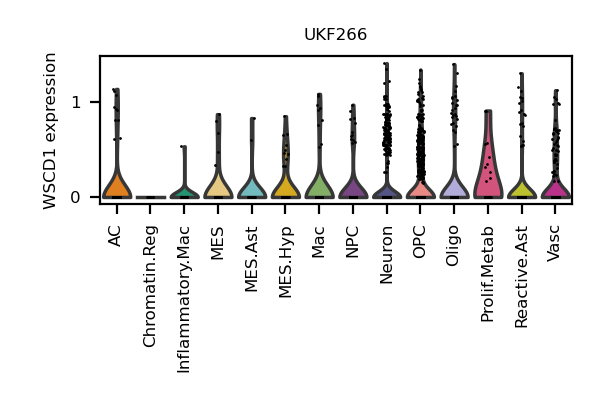 UKF266
WSCD1 expression
1
0
AC
Chromatin.Reg
Inflammatory.Mac
MES
MES.Ast
MES.Hyp
Mac
NPC
Neuron
OPC
Oligo
Prolif.Metab
Reactive.Ast
Vasc